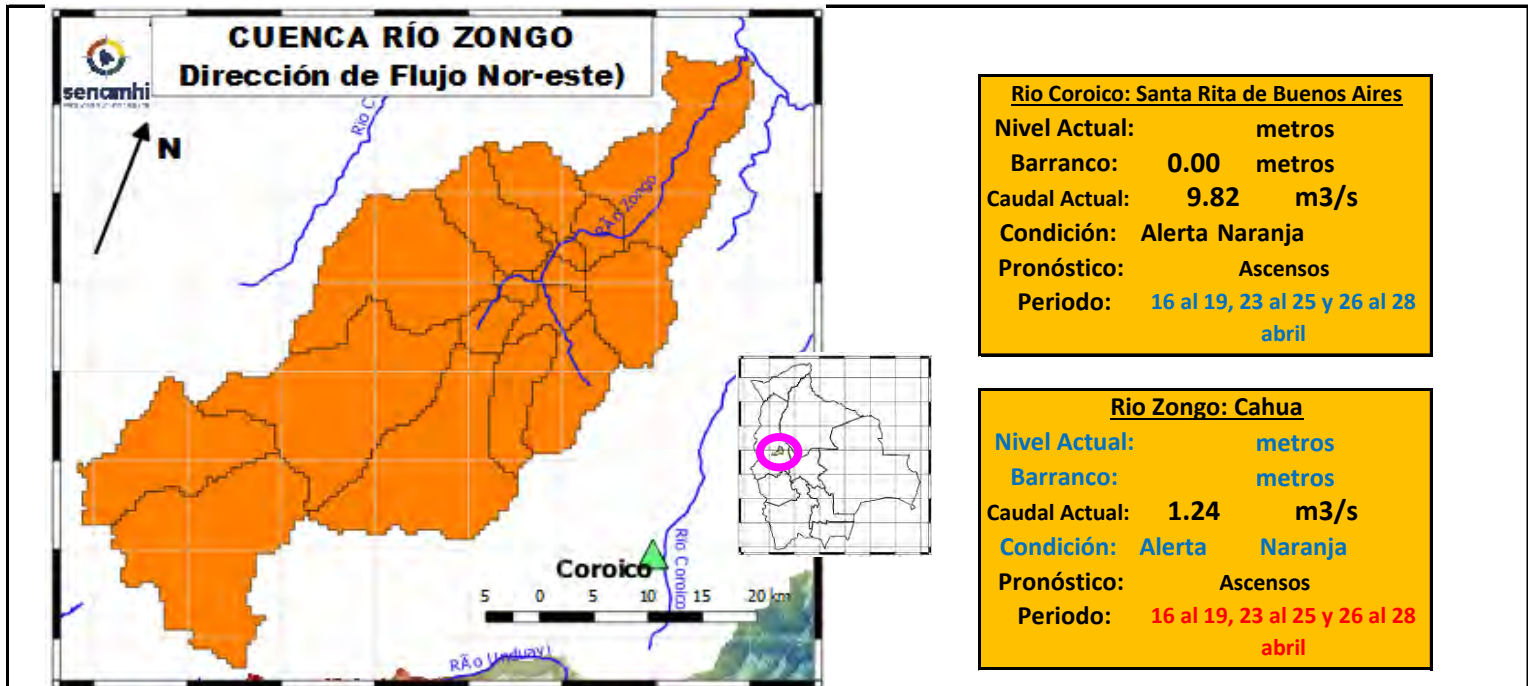 CUENCA RÍO ZONGO
Dirección de Flujo Nor-este)
senamhi
N
Río C
RÃo Zongo
Coroico
Río Coroico
5 0 5 10 15 20 km
RÃo Unduavi
Rio Coroico: Santa Rita de Buenos Aires
Nivel Actual: metros
Barranco: 0.00 metros
Caudal Actual: 9.82 m3/s
Condición: Alerta Naranja
Pronóstico: Ascensos
Periodo: 16 al 19, 23 al 25 y 26 al 28
abril
Rio Zongo: Cahua
Nivel Actual: metros
Barranco: metros
Caudal Actual: 1.24 m3/s
Condición: Alerta Naranja
Pronóstico: Ascensos
Periodo: 16 al 19, 23 al 25 y 26 al 28
abril